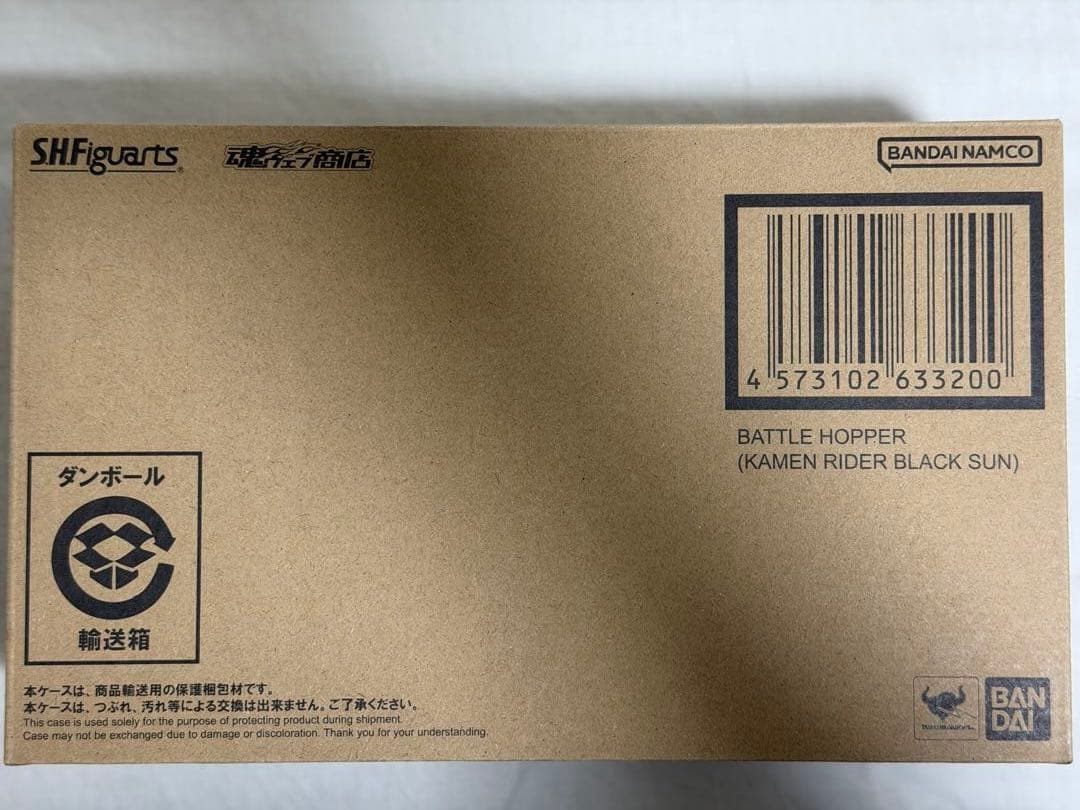 S.H.Figuarts
魂ウェブ商店
BANDAI NAMCO
4 573102 633200
BATTLE HOPPER
(KAMEN RIDER BLACK SUN)
ダンボール
輸送箱
本ケースは、商品輸送用の保護梱包材です。
本ケースは、つぶれ、汚れ等による交換は出来ません。ご了承ください。
This case is used solely for the purpose of protecting product during shipment.
Case may not be exchanged due to damage or discoloration. Thank you for your understanding.
BAN
DAI